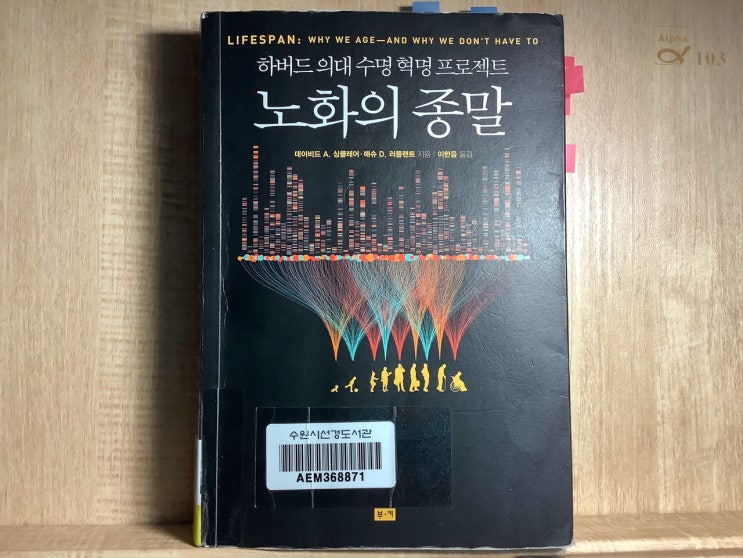 Alpha
103
LIFESPAN: WHY WE AGE—AND WHY WE DON'T HAVE TO
하버드 의대 수명 혁명 프로젝트
노화의 종말
데이비드 A. 싱클레어·매슈 D. 러플랜트 지음 | 이한음 옮김
수원시선경도서관
AEM368871
부·키